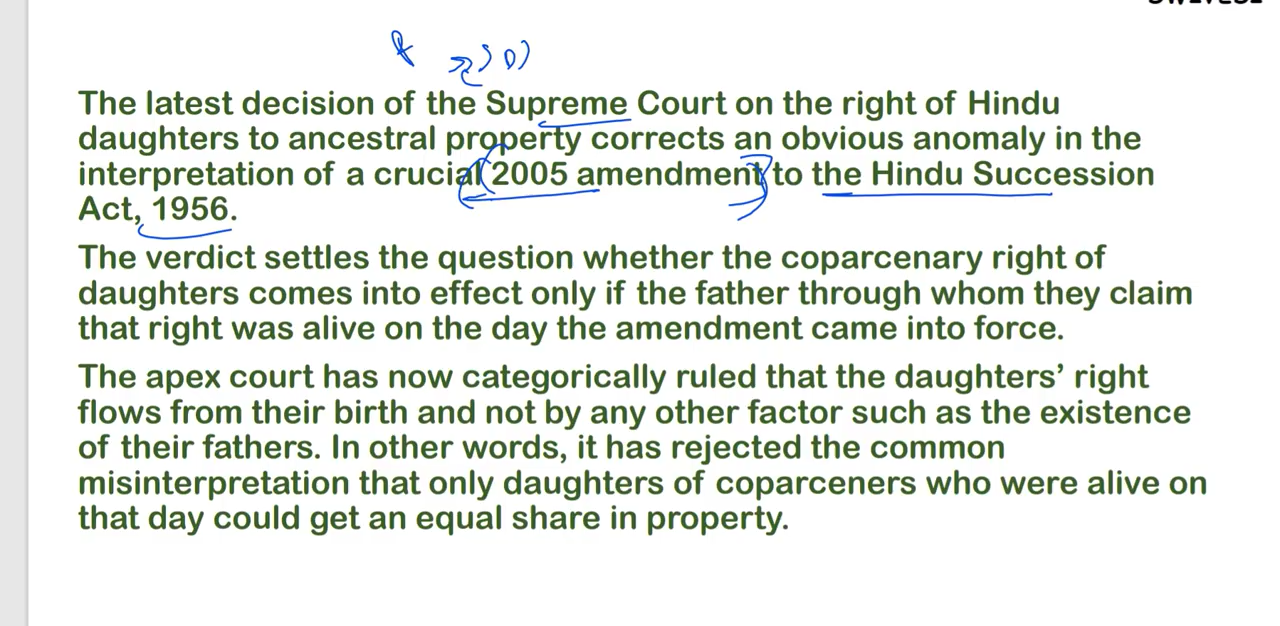 The latest decision of the Supreme Court on the right of Hindu
daughters to ancestral property corrects an obvious anomaly in the
interpretation of a crucial 2005 amendment to the Hindu Succession
Act, 1956.
The verdict settles the question whether the coparcenary right of
daughters comes into effect only if the father through whom they claim
that right was alive on the day the amendment came into force.
The apex court has now categorically ruled that the daughters’ right
flows from their birth and not by any other factor such as the existence
of their fathers. In other words, it has rejected the common
misinterpretation that only daughters of coparceners who were alive on
that day could get an equal share in property.